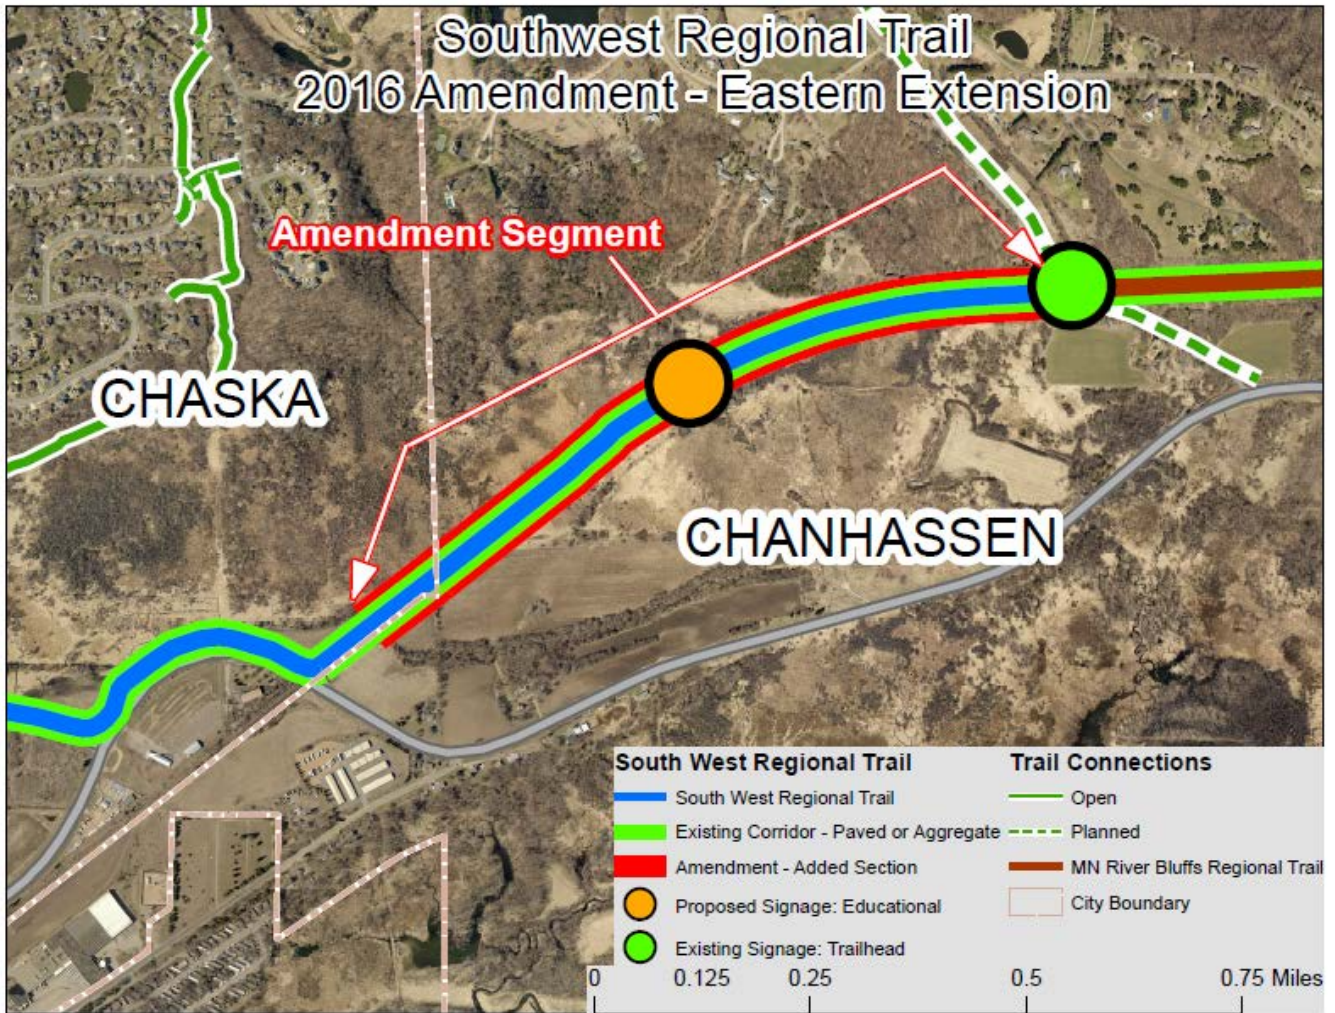 Southwest Regional Trail
2016 Amendment - Eastern Extension
Amendment Segment
CHASKA
CHANHASSEN
South West Regional Trail
South West Regional Trail
Existing Corridor - Paved or Aggregate
Amendment - Added Section
Proposed Signage: Educational
Existing Signage: Trailhead
Trail Connections
Open
Planned
MN River Bluffs Regional Trail
City Boundary
0 0.125 0.25 0.5 0.75 Miles